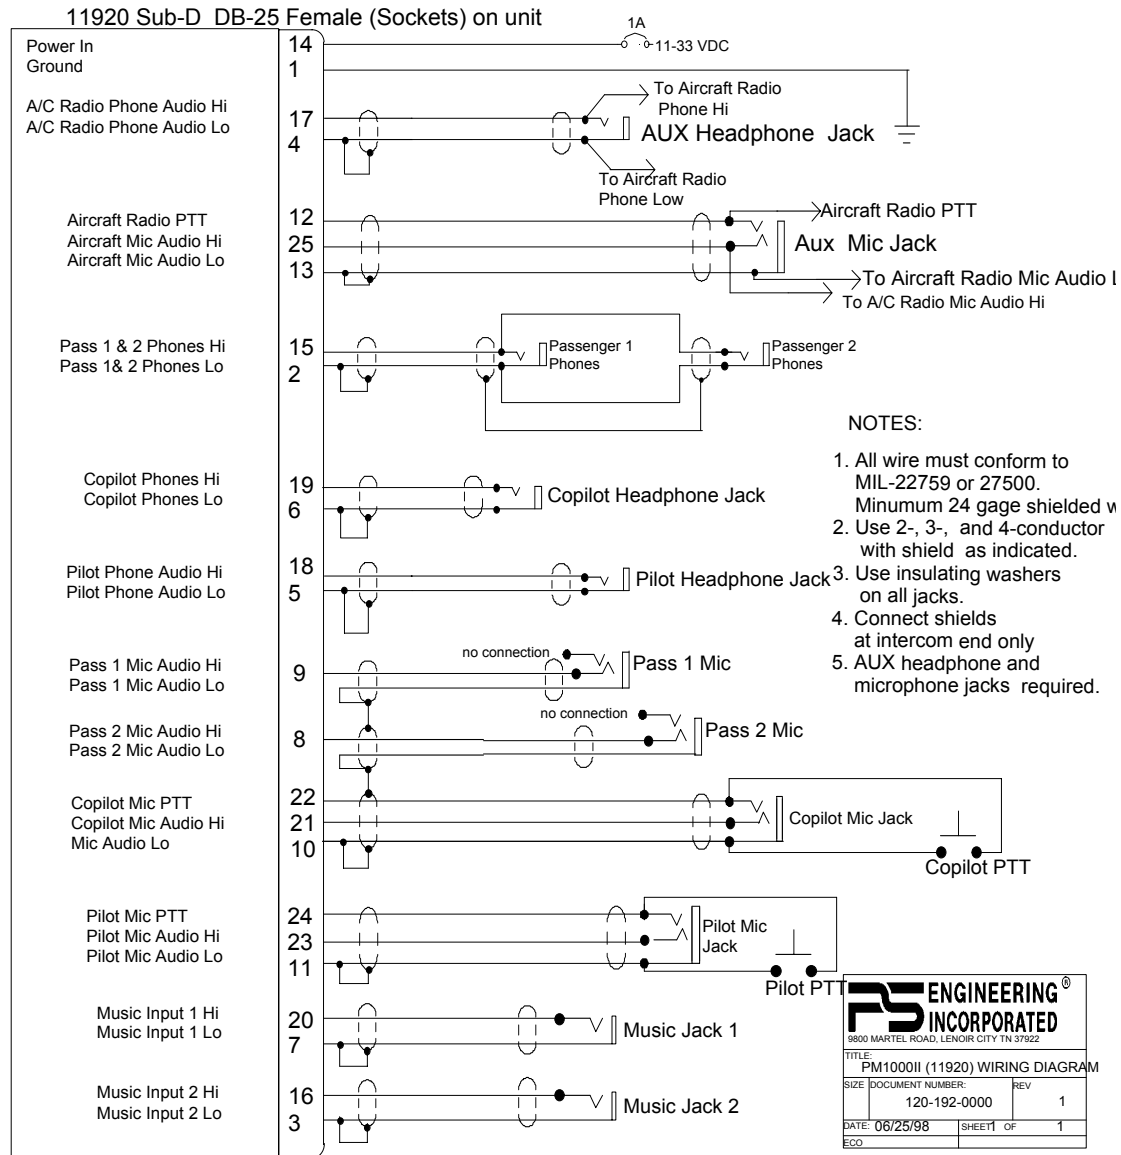 11920 Sub-D DB-25 Female (Sockets) on unit
1A
Power In 14 11-33 VDC
Ground 1
To Aircraft Radio
Phone Hi
A/C Radio Phone Audio Hi 17
A/C Radio Phone Audio Lo 4
AUX Headphone Jack
To Aircraft Radio
Phone Low
Aircraft Radio PTT 12 Aircraft Radio PTT
Aircraft Mic Audio Hi 25 Aux Mic Jack
Aircraft Mic Audio Lo 13
To Aircraft Radio Mic Audio
To A/C Radio Mic Audio Hi
Pass 1 & 2 Phones Hi 15 Passenger 1 Passenger 2
Pass 1& 2 Phones Lo 2 Phones Phones
NOTES:
1. All wire must conform to
MIL-22759 or 27500.
Minumum 24 gage shielded
2. Use 2-, 3-, and 4-conductor
with shield as indicated.
3. Use insulating washers
on all jacks.
4. Connect shields
at intercom end only
5. AUX headphone and
microphone jacks required.
Copilot Phones Hi 19
Copilot Phones Lo 6
Copilot Headphone Jack
Pilot Phone Audio Hi 18
Pilot Phone Audio Lo 5
Pilot Headphone Jack
no connection
Pass 1 Mic Audio Hi 9 Pass 1 Mic
Pass 1 Mic Audio Lo
no connection
Pass 2 Mic Audio Hi 8 Pass 2 Mic
Pass 2 Mic Audio Lo
Copilot Mic PTT 22
Copilot Mic Audio Hi 21 Copilot Mic Jack
Mic Audio Lo 10
Copilot PTT
Pilot Mic PTT 24
Pilot Mic Audio Hi 23
Pilot Mic Audio Lo 11
Pilot Mic
Jack
Pilot PTT
Music Input 1 Hi 20
Music Input 1 Lo 7
Music Jack 1
Music Input 2 Hi 16
Music Input 2 Lo 3
Music Jack 2
PS ENGINEERING ®
INCORPORATED
9800 MARTEL ROAD, LENOIR CITY TN 37922
TITLE:
PM1000II (11920) WIRING DIAGRAM
SIZE DOCUMENT NUMBER: REV
120-192-0000 1
DATE: 06/25/98 SHEET 1 OF 1
ECO